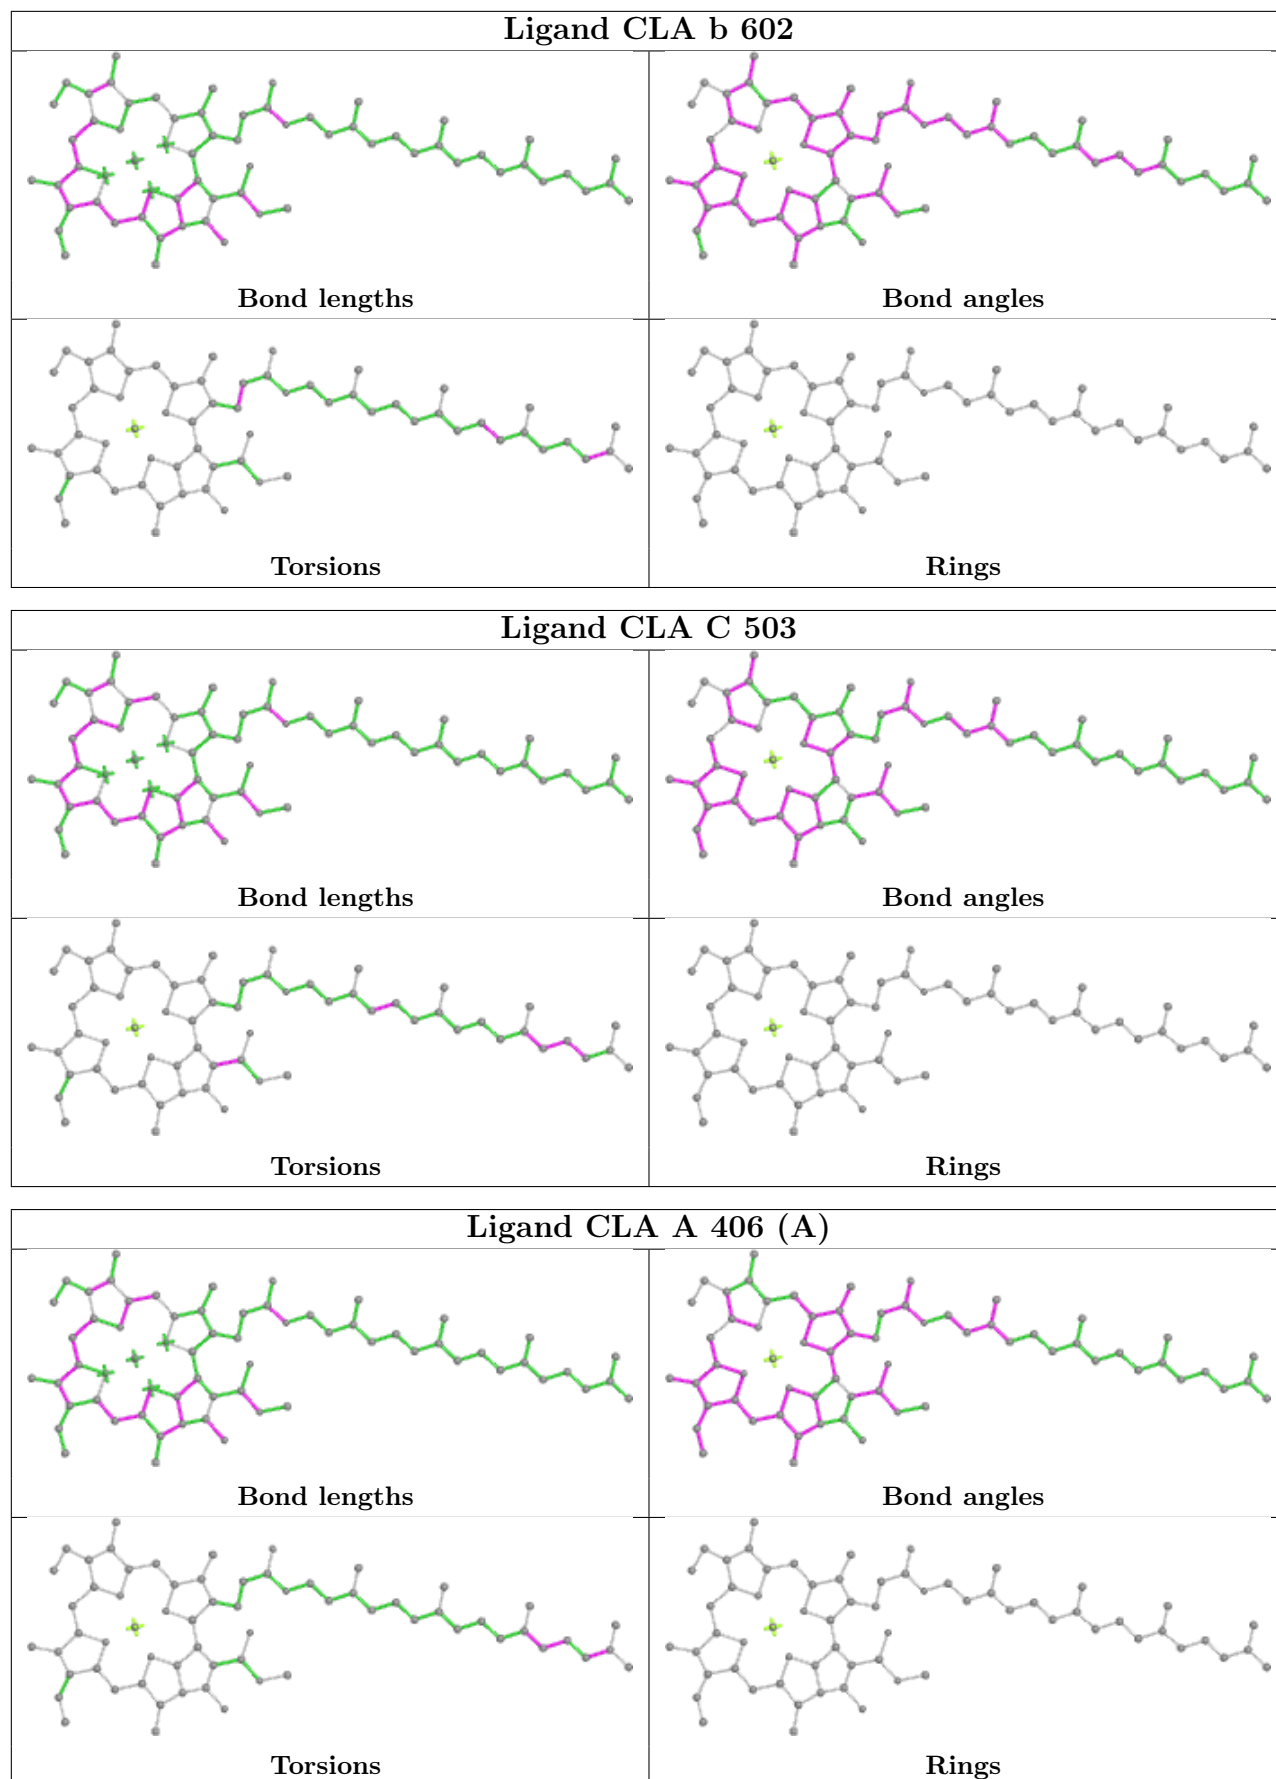 Ligand CLA b 602
Bond lengths
Bond angles
Torsions
Rings
Ligand CLA C 503
Bond lengths
Bond angles
Torsions
Rings
Ligand CLA A 406 (A)
Bond lengths
Bond angles
Torsions
Rings